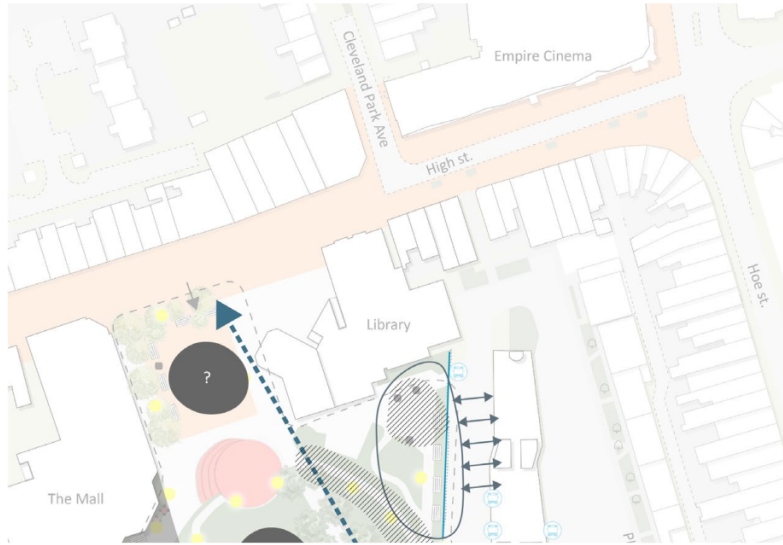 Empire Cinema
Cleveland Park Ave
High st.
Hoe st.
Library
?
The Mall